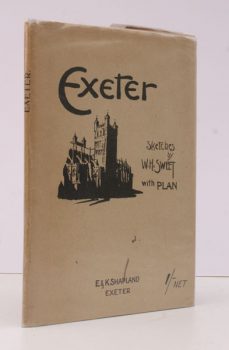 EXETER.
Exeter
Sketches
by
W.H. SWEET
with PLAN
E & K. SHAPLAND
EXETER
1/- NET